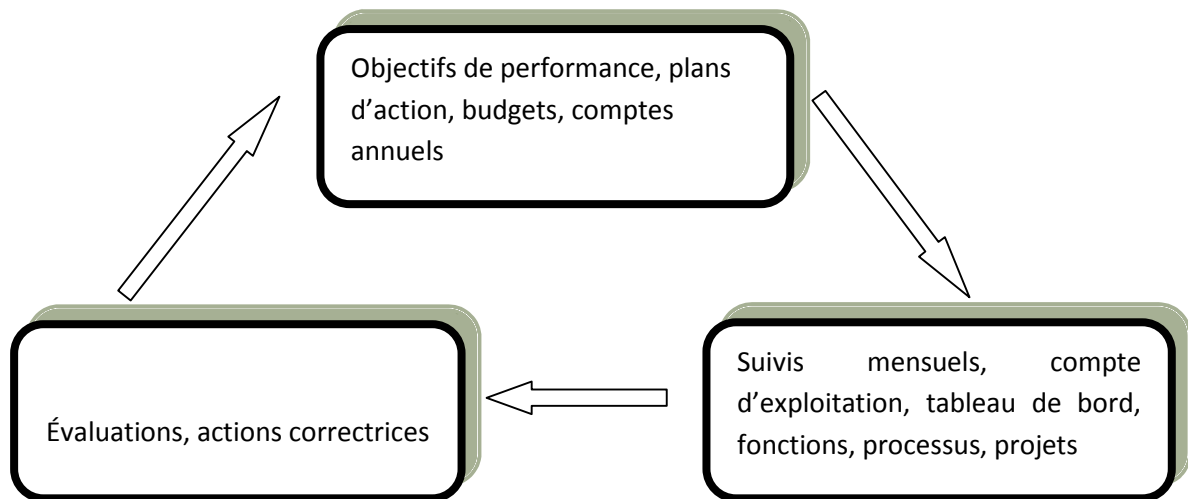 Objectifs de performance, plans
d’action, budgets, comptes
annuels
Suivis mensuels, compte
d’exploitation, tableau de bord,
fonctions, processus, projets
Évaluations, actions correctrices